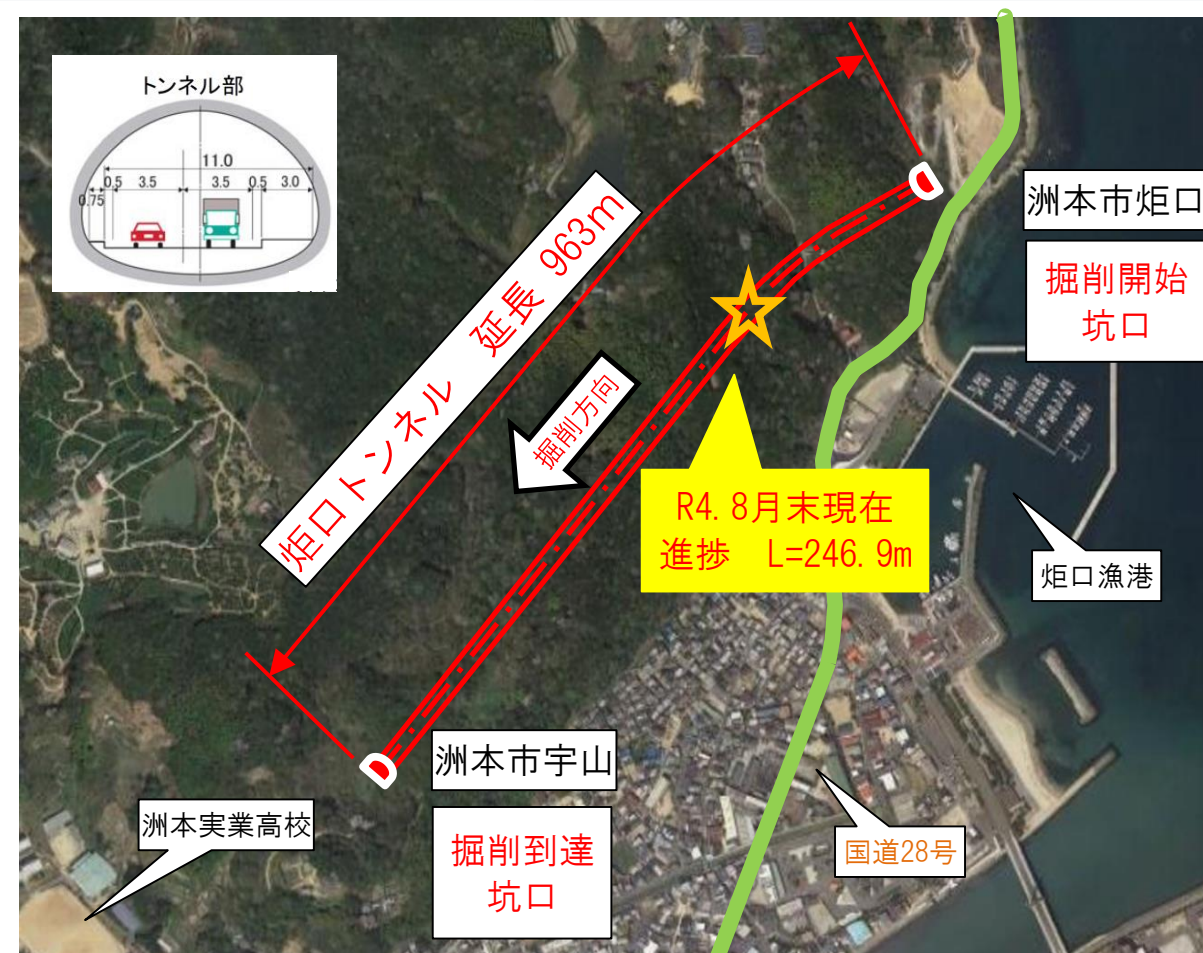 トンネル部
11.0
0.5 3.5 3.5 0.5 3.0
0.75
洲本市炬口
掘削開始
坑口
炬口トンネル 延長 963m
掘削方向
R4.8月末現在
進捗 L=246.9m
炬口漁港
洲本市宇山
掘削到達
坑口
洲本実業高校
国道28号